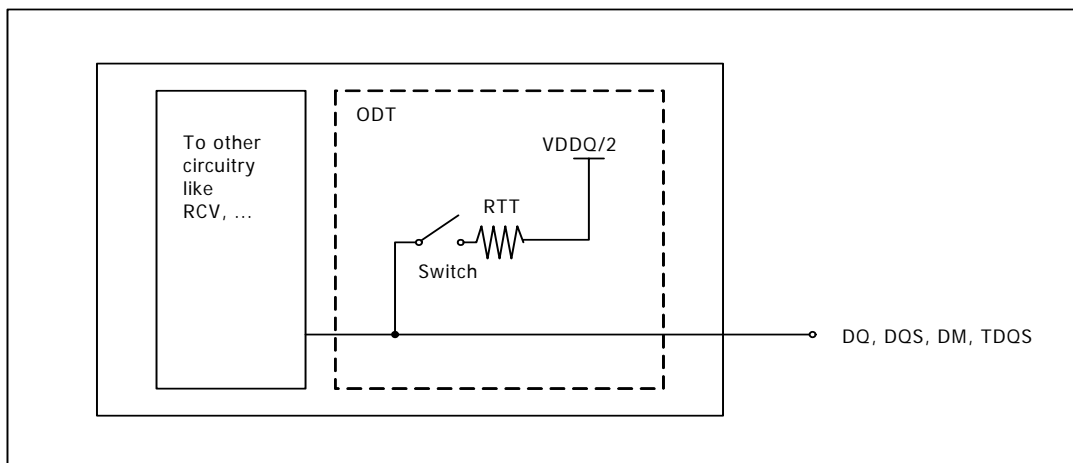 To other
circuitry
like
RCV, ...
ODT
VDDQ/2
RTT
Switch
DQ, DQS, DM, TDQS